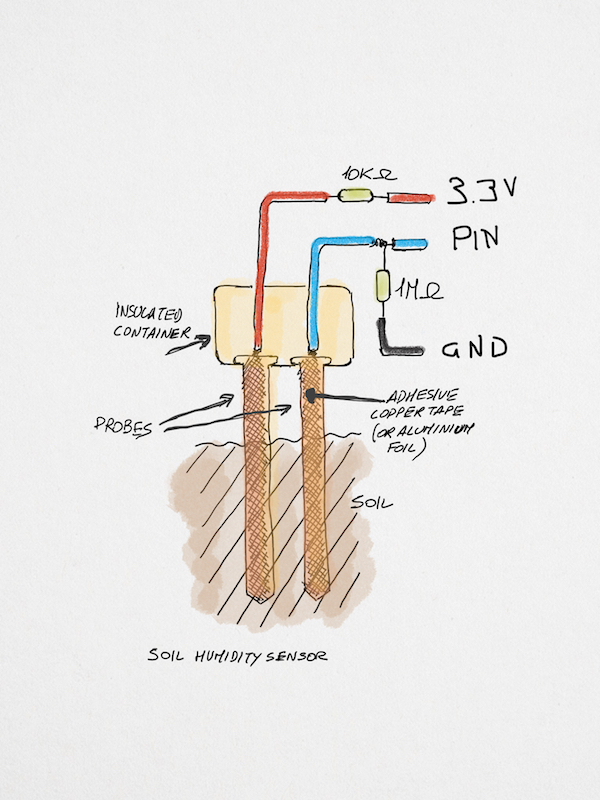 10KΩ
3.3V
PIN
1MΩ
GND
INSULATED
CONTAINER
PROBES
ADHESIVE
COPPER TAPE
(OR ALUMINIUM
FOIL)
SOIL
SOIL HUMIDITY SENSOR